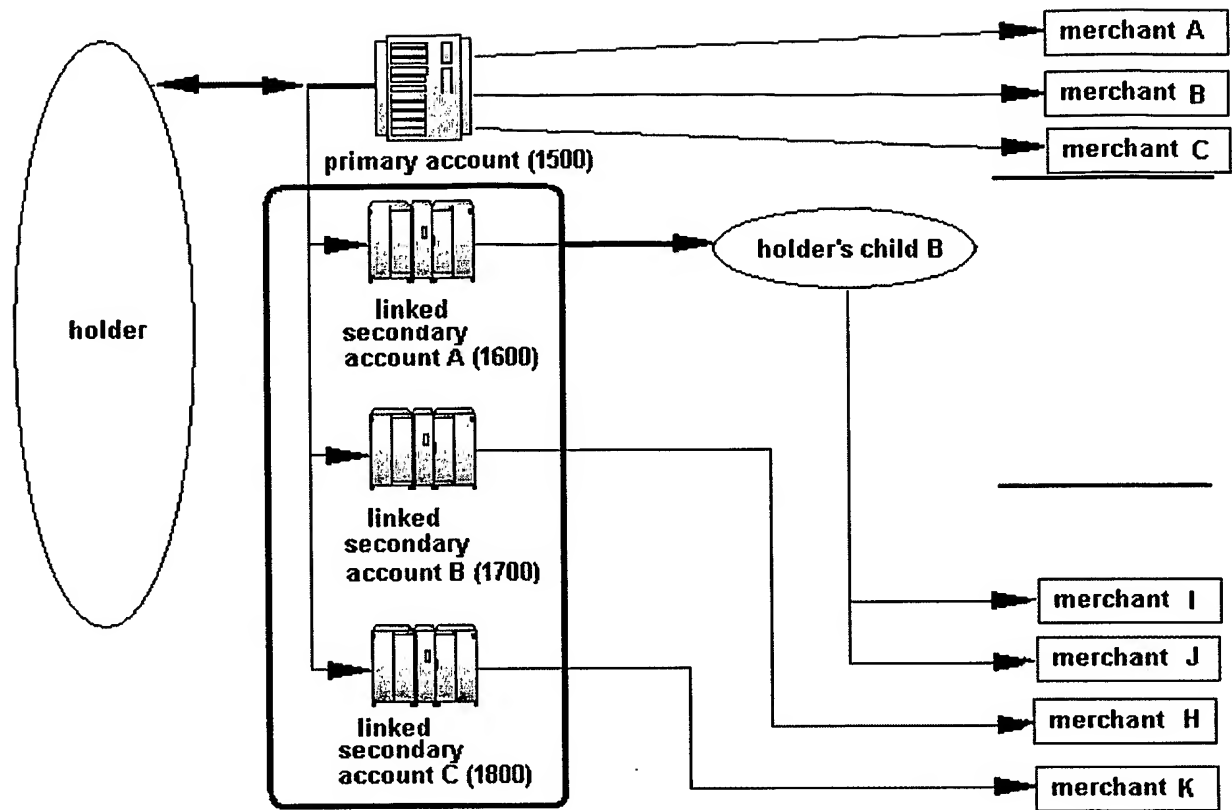 merchant A
merchant B
merchant C
primary account (1500)
holder
holder's child B
linked
secondary
account A (1600)
linked
secondary
account B (1700)
linked
secondary
account C (1800)
merchant I
merchant J
merchant H
merchant K